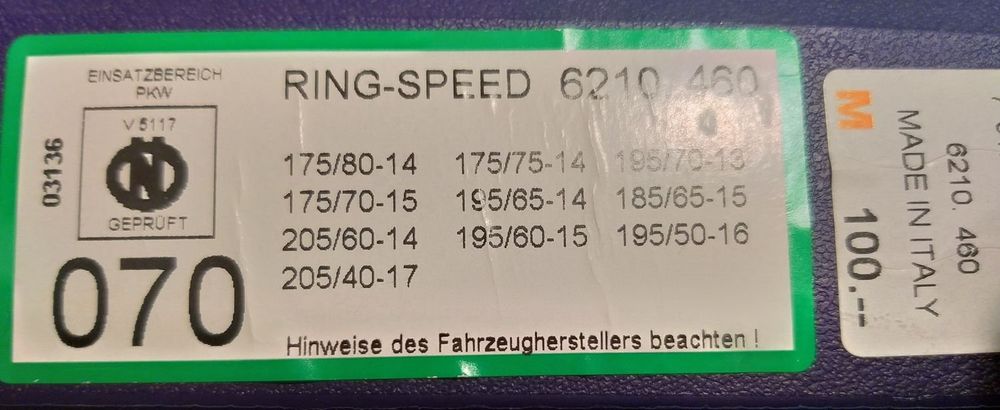 EINSATZBEREICH
PKW
V 5117
GEPRÜFT
03136
070
RING-SPEED 6210 460
175/80-14 175/75-14 195/70-13
175/70-15 195/65-14 185/65-15
205/60-14 195/60-15 195/50-16
205/40-17
Hinweise des Fahrzeugherstellers beachten !
6210. 460
MADE IN ITALY
M 100.--